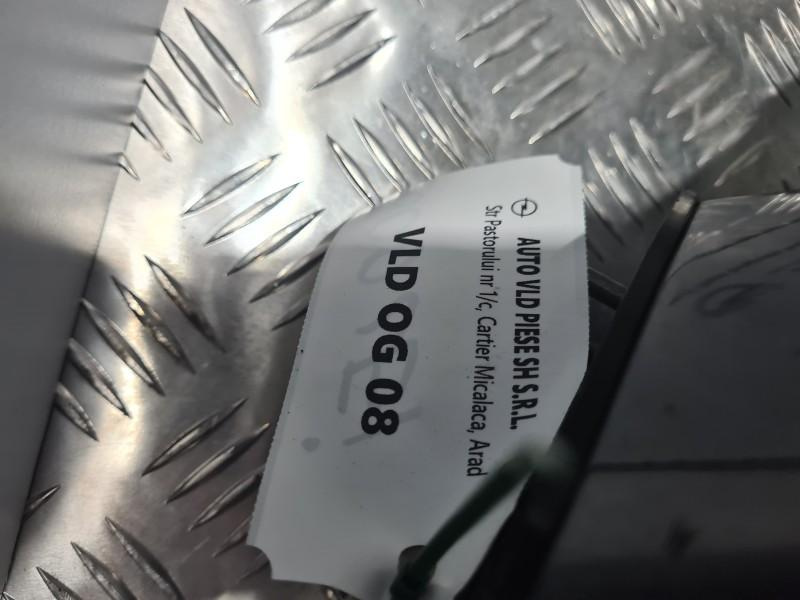 AUTO VLD PIESE SH S.R.L.
Str Pastorului nr 1/c, Cartier Micalaca, Arad
VLD OG 08